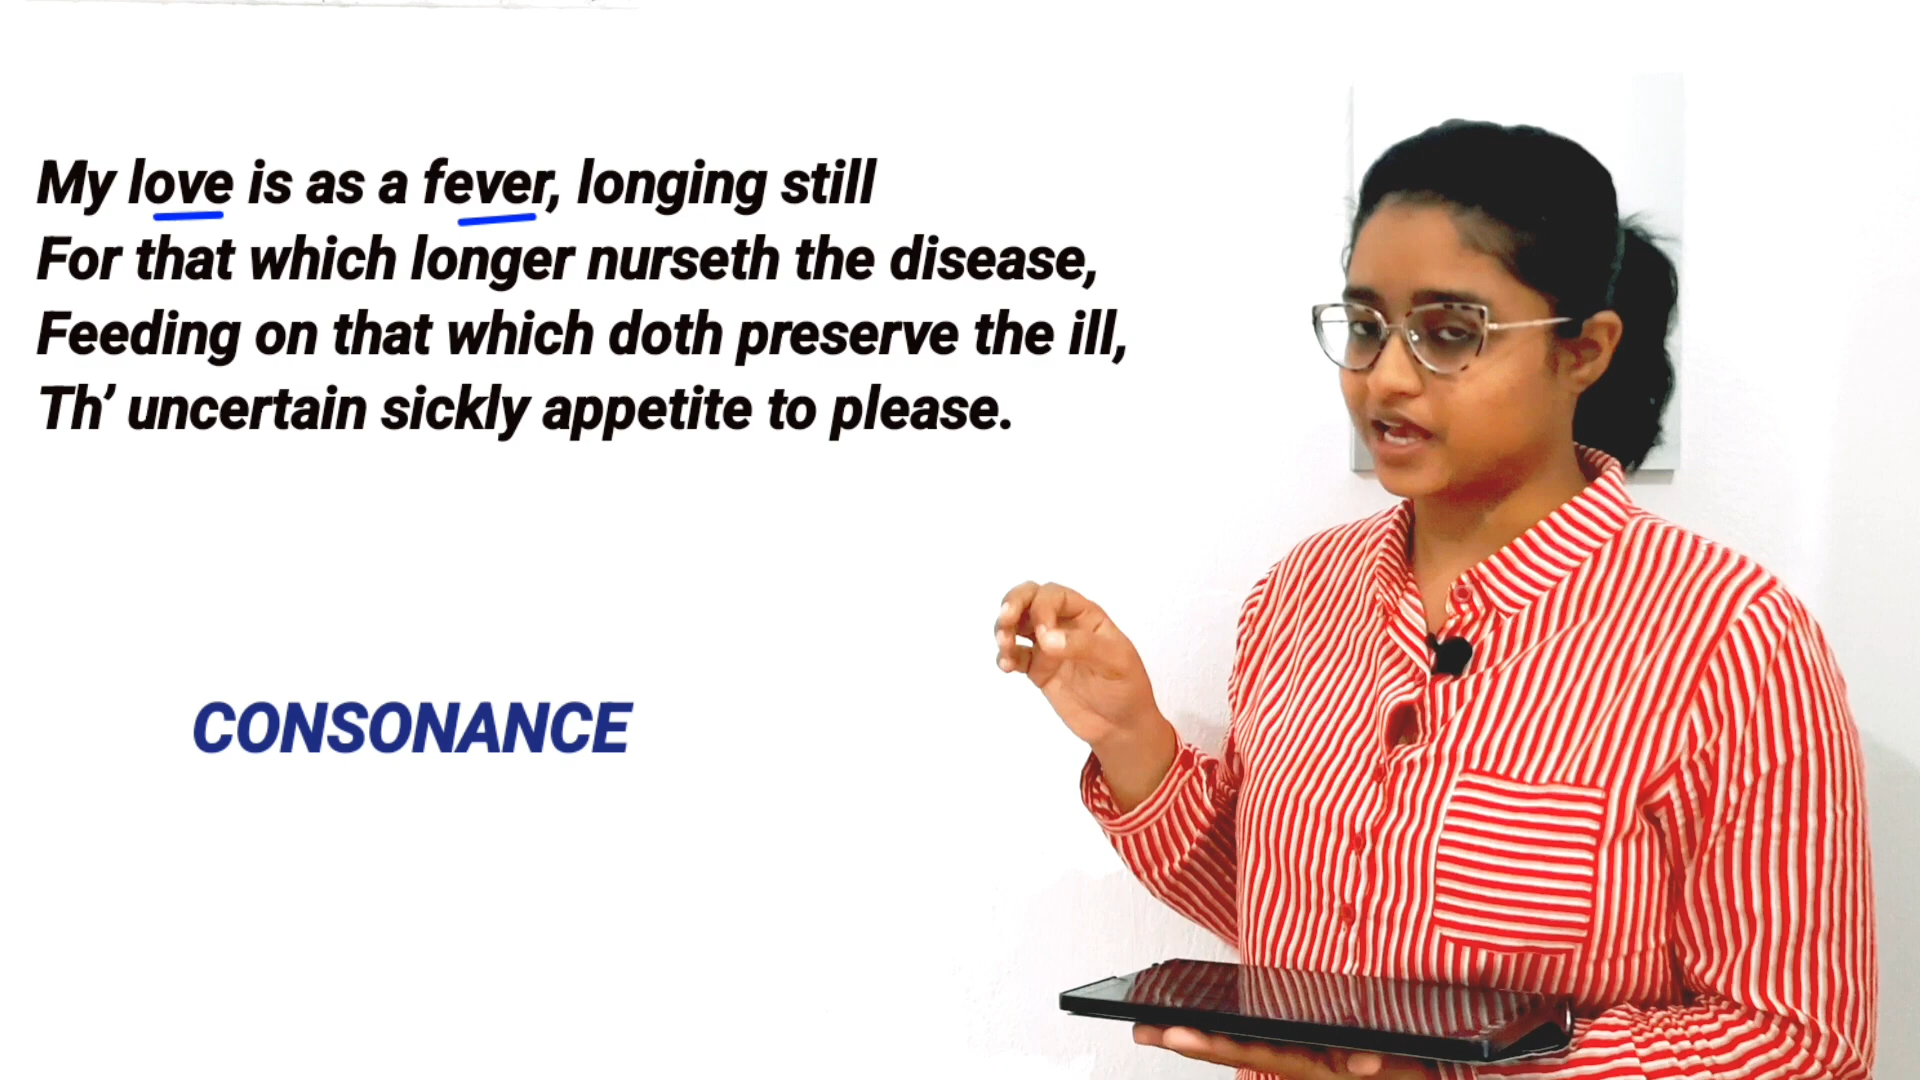 My love is as a fever, longing still
For that which longer nurseth the disease,
Feeding on that which doth preserve the ill,
Th’ uncertain sickly appetite to please.
CONSONANCE